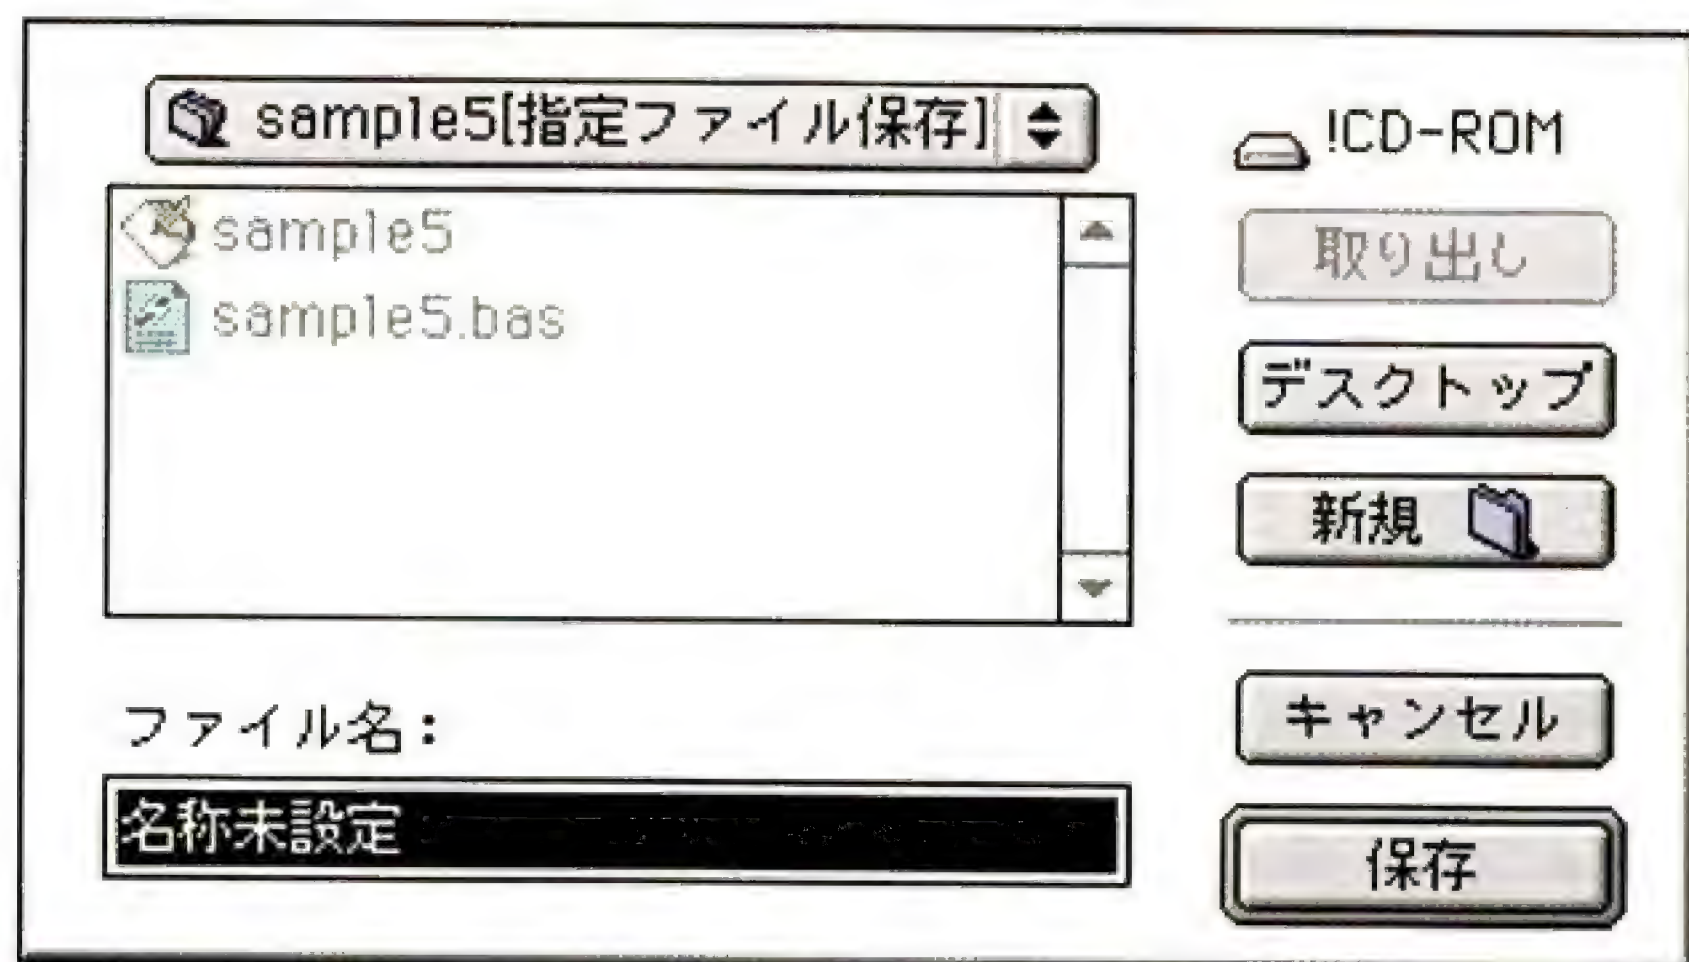 sample5[指定ファイル保存]
sample5
sample5.bas
ファイル名：
名称未設定
!CD-ROM
取り出し
デスクトップ
新規
キャンセル
保存